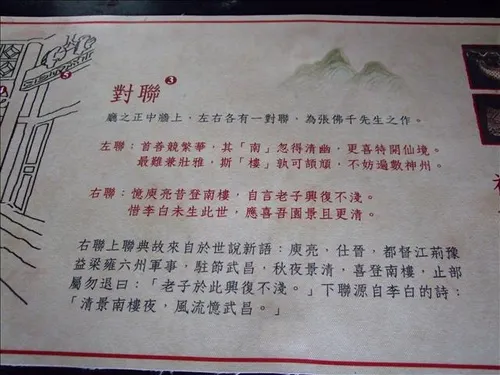 對聯 3
廳之正中牆上，左右各有一對聯，為張佛千先生之作。
左聯：首善競繁華，其「南」忽得清幽，更喜特開仙境。
最難兼壯雅，斯「樓」孰可頡頏，不妨遍數神州。
右聯：憶庾亮昔登南樓，自言老子興復不淺。
惜李白未生此世，應喜吾園景且更清。
右聯上聯典故來自於世說新語：庾亮，仕晉，都督江荊豫
益梁雍六州軍事，駐節武昌，秋夜景清，喜登南樓，止部
屬勿退曰：「老子於此興復不淺。」下聯源自李白的詩：
「清景南樓夜，風流憶武昌。」
5